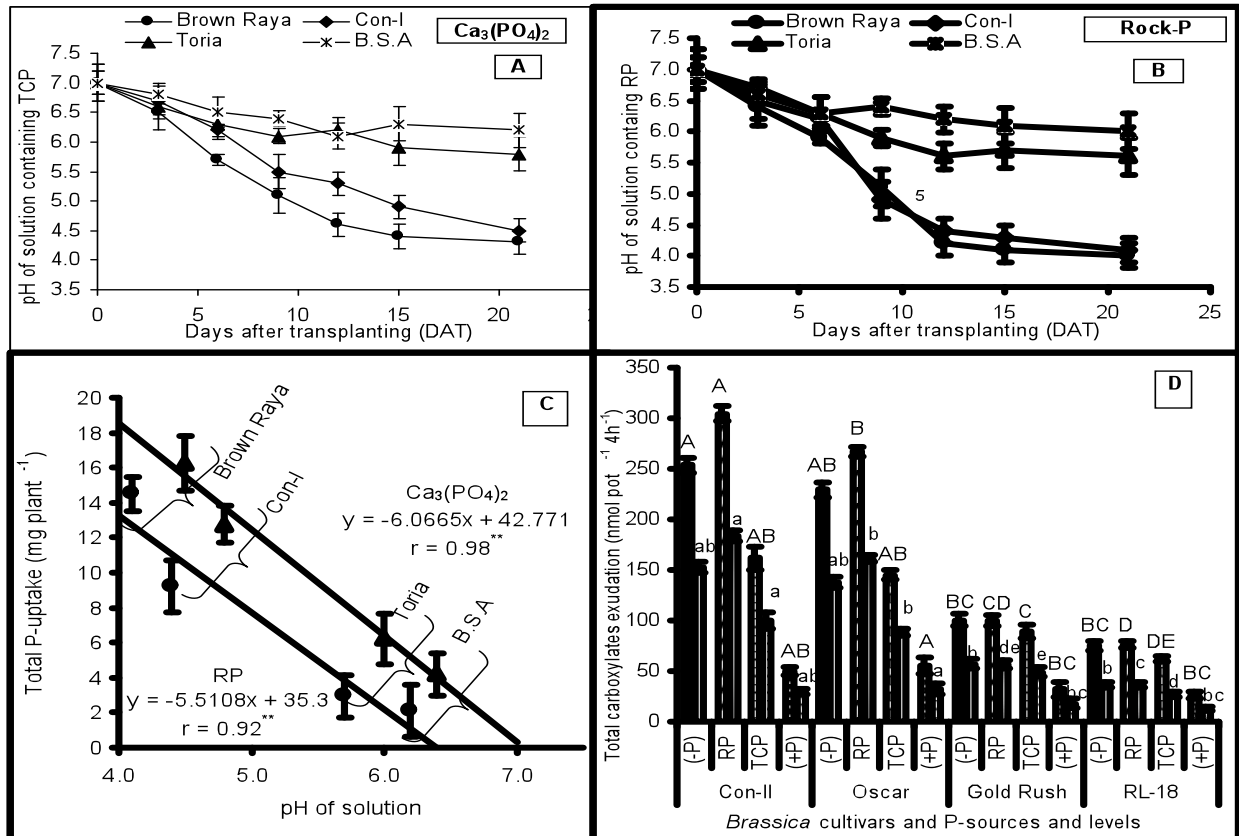 Brown Raya
Con-I
Toria
B.S.A
Ca₃(PO₄)₂
A
pH of solution containing TCP
7.5
7.0
6.5
6.0
5.5
5.0
4.5
4.0
3.5
0
5
10
15
20
Days after transplanting (DAT)
Brown Raya
Con-I
Toria
B.S.A
Rock-P
B
pH of solution containg RP
7.5
7.0
6.5
6.0
5.5
5.0
4.5
4.0
3.5
5
0
5
10
15
20
25
Days after transplanting (DAT)
C
Total P-uptake (mg plant ⁻¹)
20
18
16
14
12
10
8
6
4
2
0
Brown Raya
Con-I
Toria
B.S.A
Ca₃(PO₄)₂
y = -6.0665x + 42.771
r = 0.98**
RP
y = -5.5108x + 35.3
r = 0.92**
4.0
5.0
6.0
7.0
pH of solution
D
Total carboxylates exudation (nmol pot ⁻¹ 4h⁻¹)
350
300
250
200
150
100
50
0
A
ab
A
a
AB
a
AB
ab
AB
ab
B
b
AB
b
A
a
BC
b
CD
de
C
e
BC
bc
BC
b
D
c
DE
d
BC
bc
(-P)
RP
TCP
(+P)
(-P)
RP
TCP
(+P)
(-P)
RP
TCP
(+P)
(-P)
RP
TCP
(+P)
Con-II
Oscar
Gold Rush
RL-18
Brassica cultivars and P-sources and levels